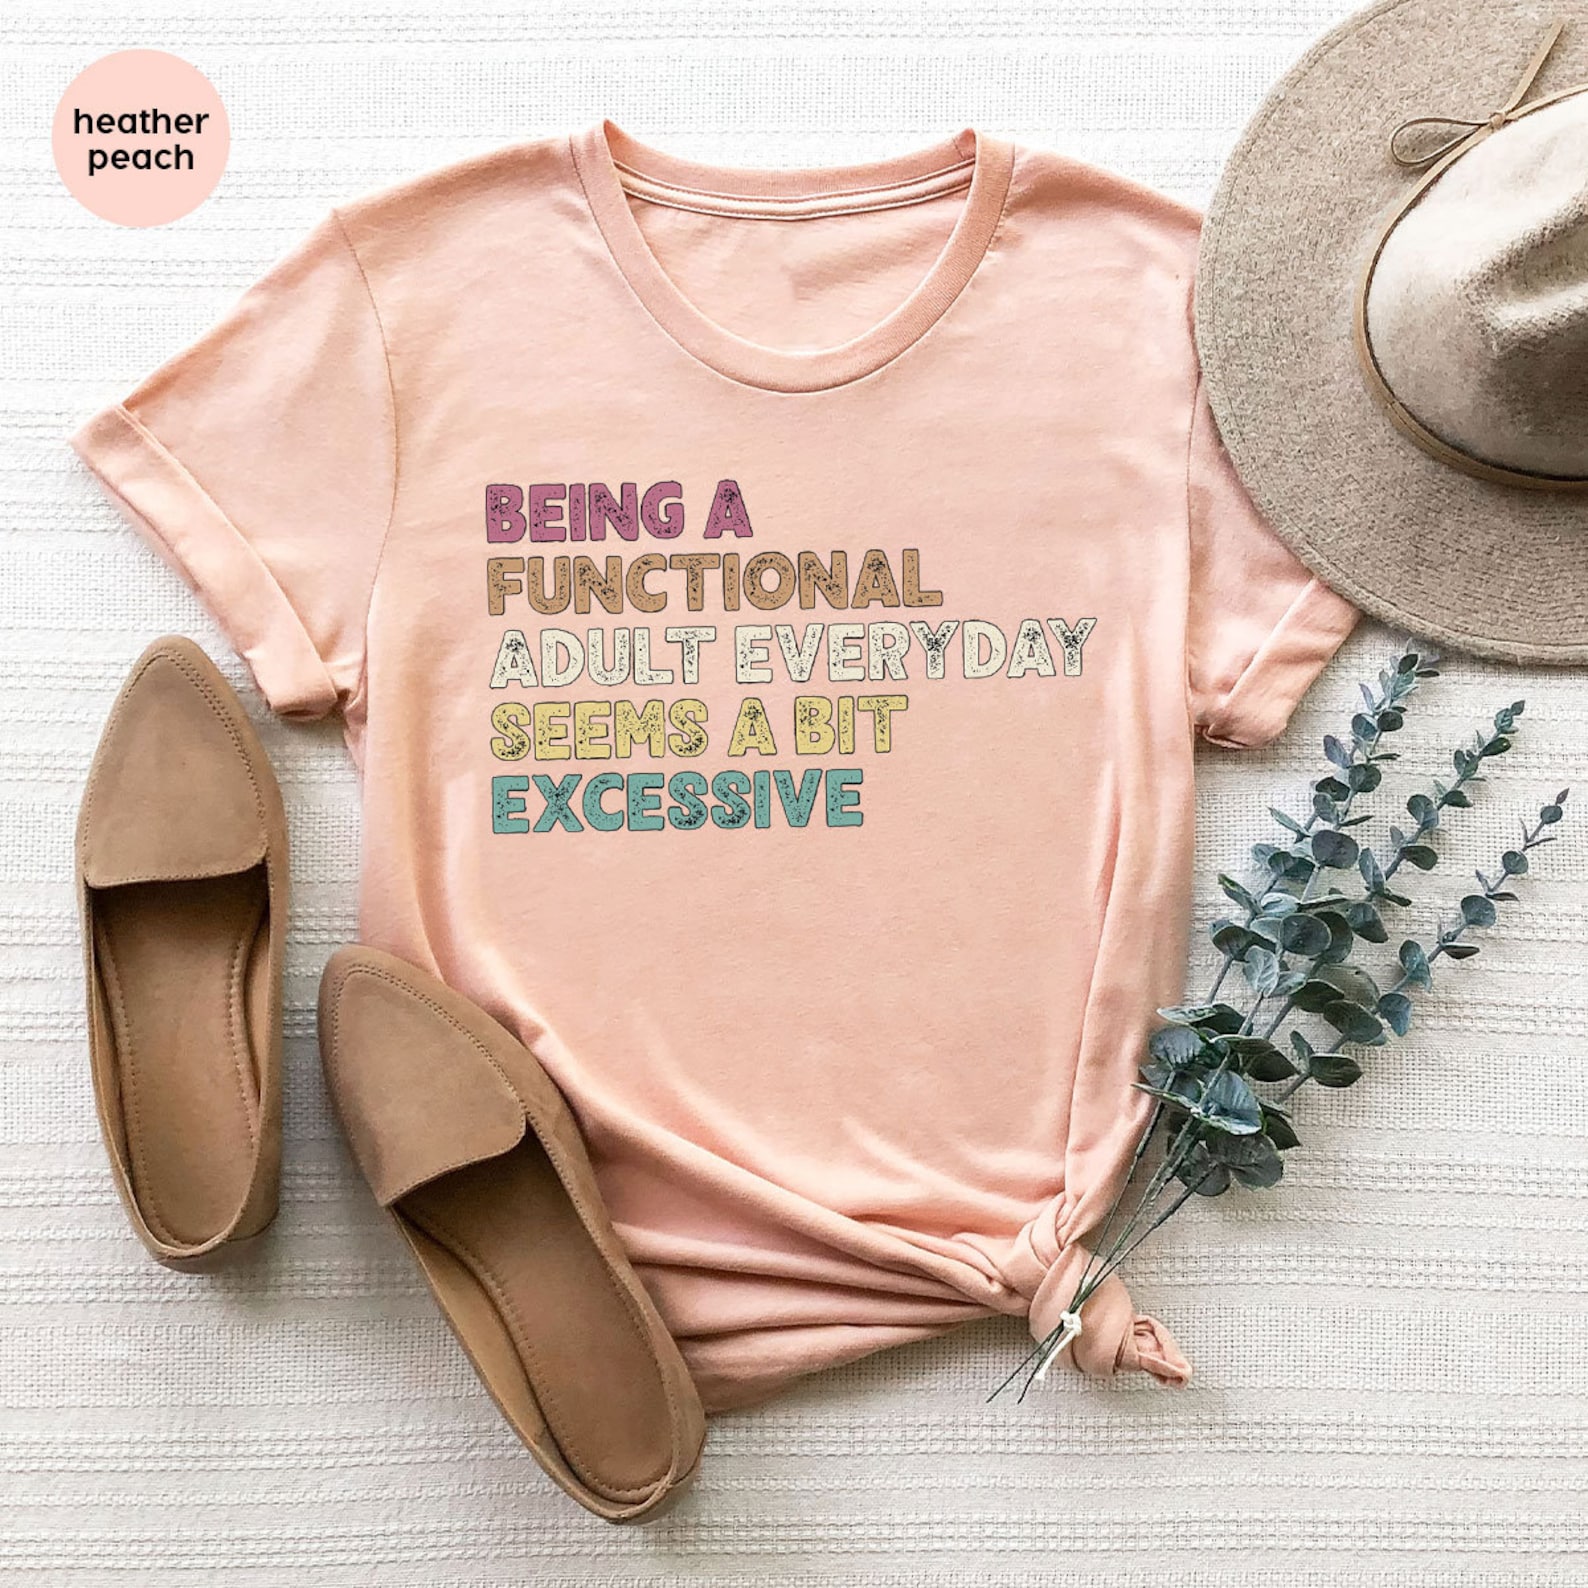 heather
peach
BEING A
FUNCTIONAL
ADULT EVERYDAY
SEEMS A BIT
EXCESSIVE